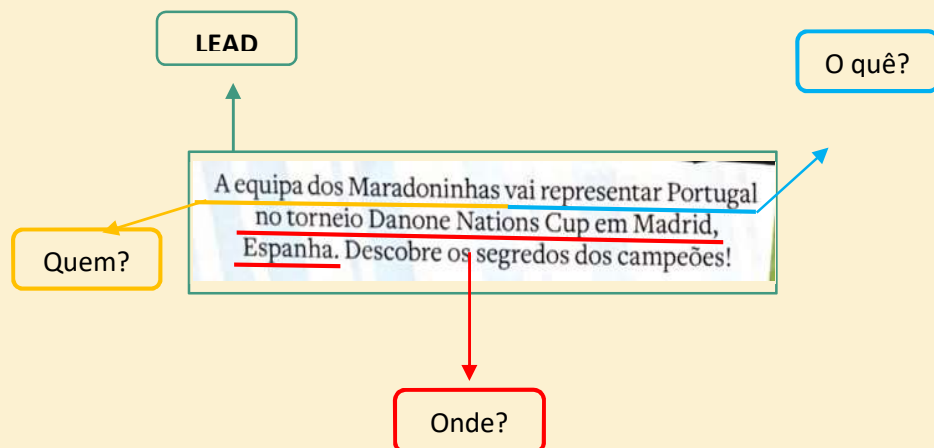 LEAD
O quê?
A equipa dos Maradoninhas vai representar Portugal
no torneio Danone Nations Cup em Madrid,
Espanha. Descobre os segredos dos campeões!
Quem?
Onde?